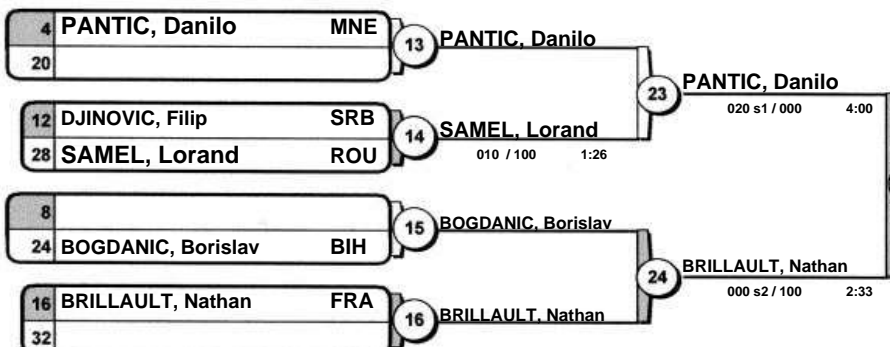 4 PANTIC, Danilo MNE
20
13
PANTIC, Danilo
12 DJINOVIC, Filip SRB
28 SAMEL, Lorand ROU
14
SAMEL, Lorand
010 / 100 1:26
23
PANTIC, Danilo
020 s1 / 000 4:00
8
24 BOGDANIC, Borislav BIH
15
BOGDANIC, Borislav
16 BRILLAULT, Nathan FRA
32
16
BRILLAULT, Nathan
24
BRILLAULT, Nathan
000 s2 / 100 2:33